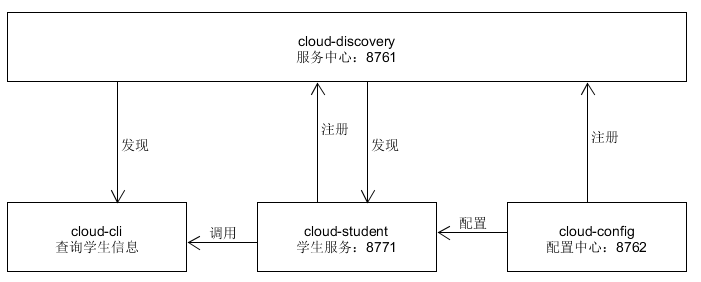 cloud-discovery
服务中心：8761
发现
注册
发现
注册
cloud-cli
查询学生信息
调用
cloud-student
学生服务：8771
配置
cloud-config
配置中心：8762